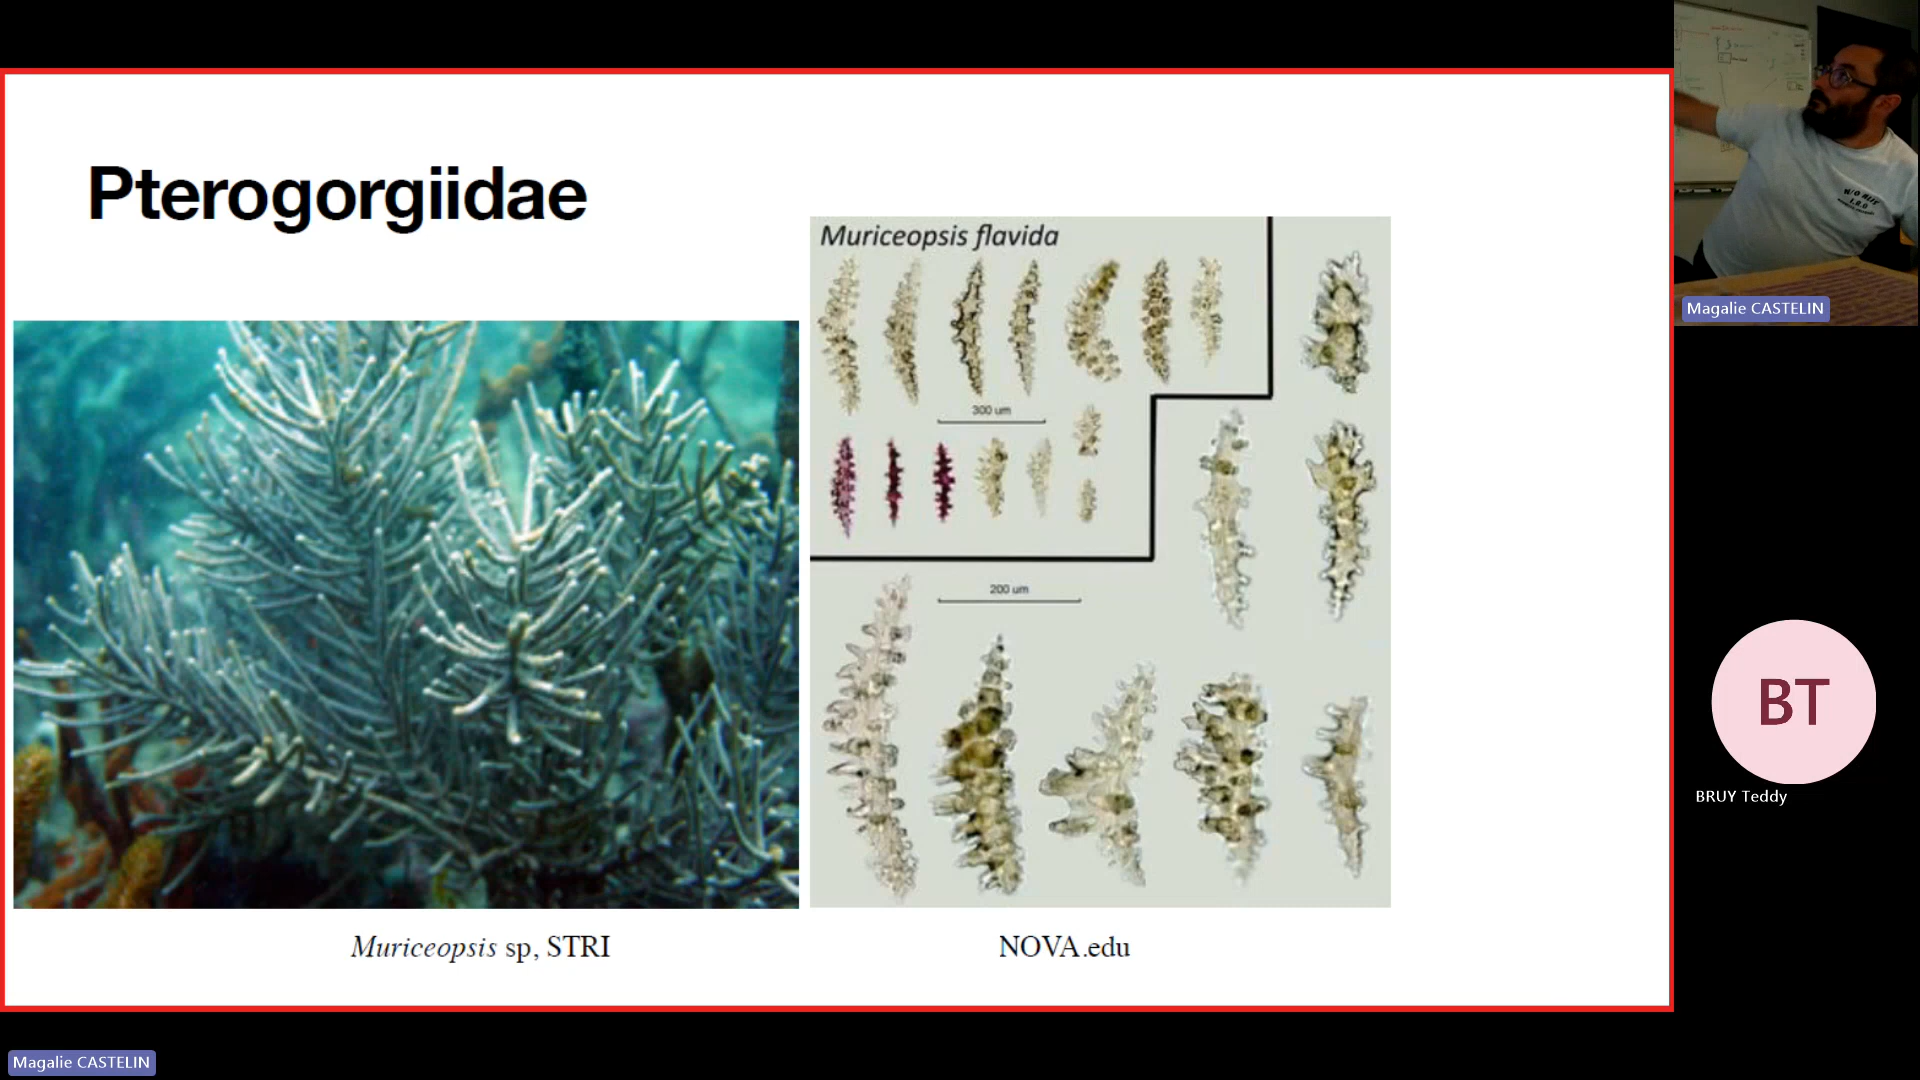 Pterogorgiidae
Muriceopsis flavida
300 um
200 um
Muriceopsis sp, STRI
NOVA.edu
Magalie CASTELIN
BT
BRUY Teddy
Magalie CASTELIN